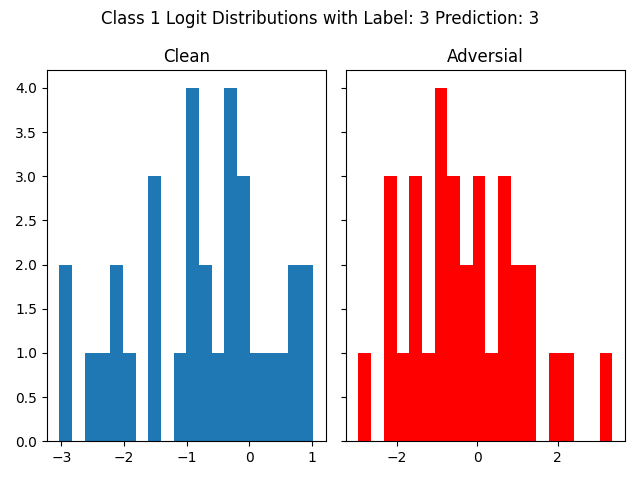 Class 1 Logit Distributions with Label: 3 Prediction: 3
Clean
Adversial
4.0
3.5
3.0
2.5
2.0
1.5
1.0
0.5
0.0
−3 −2 −1 0 1
−2 0 2